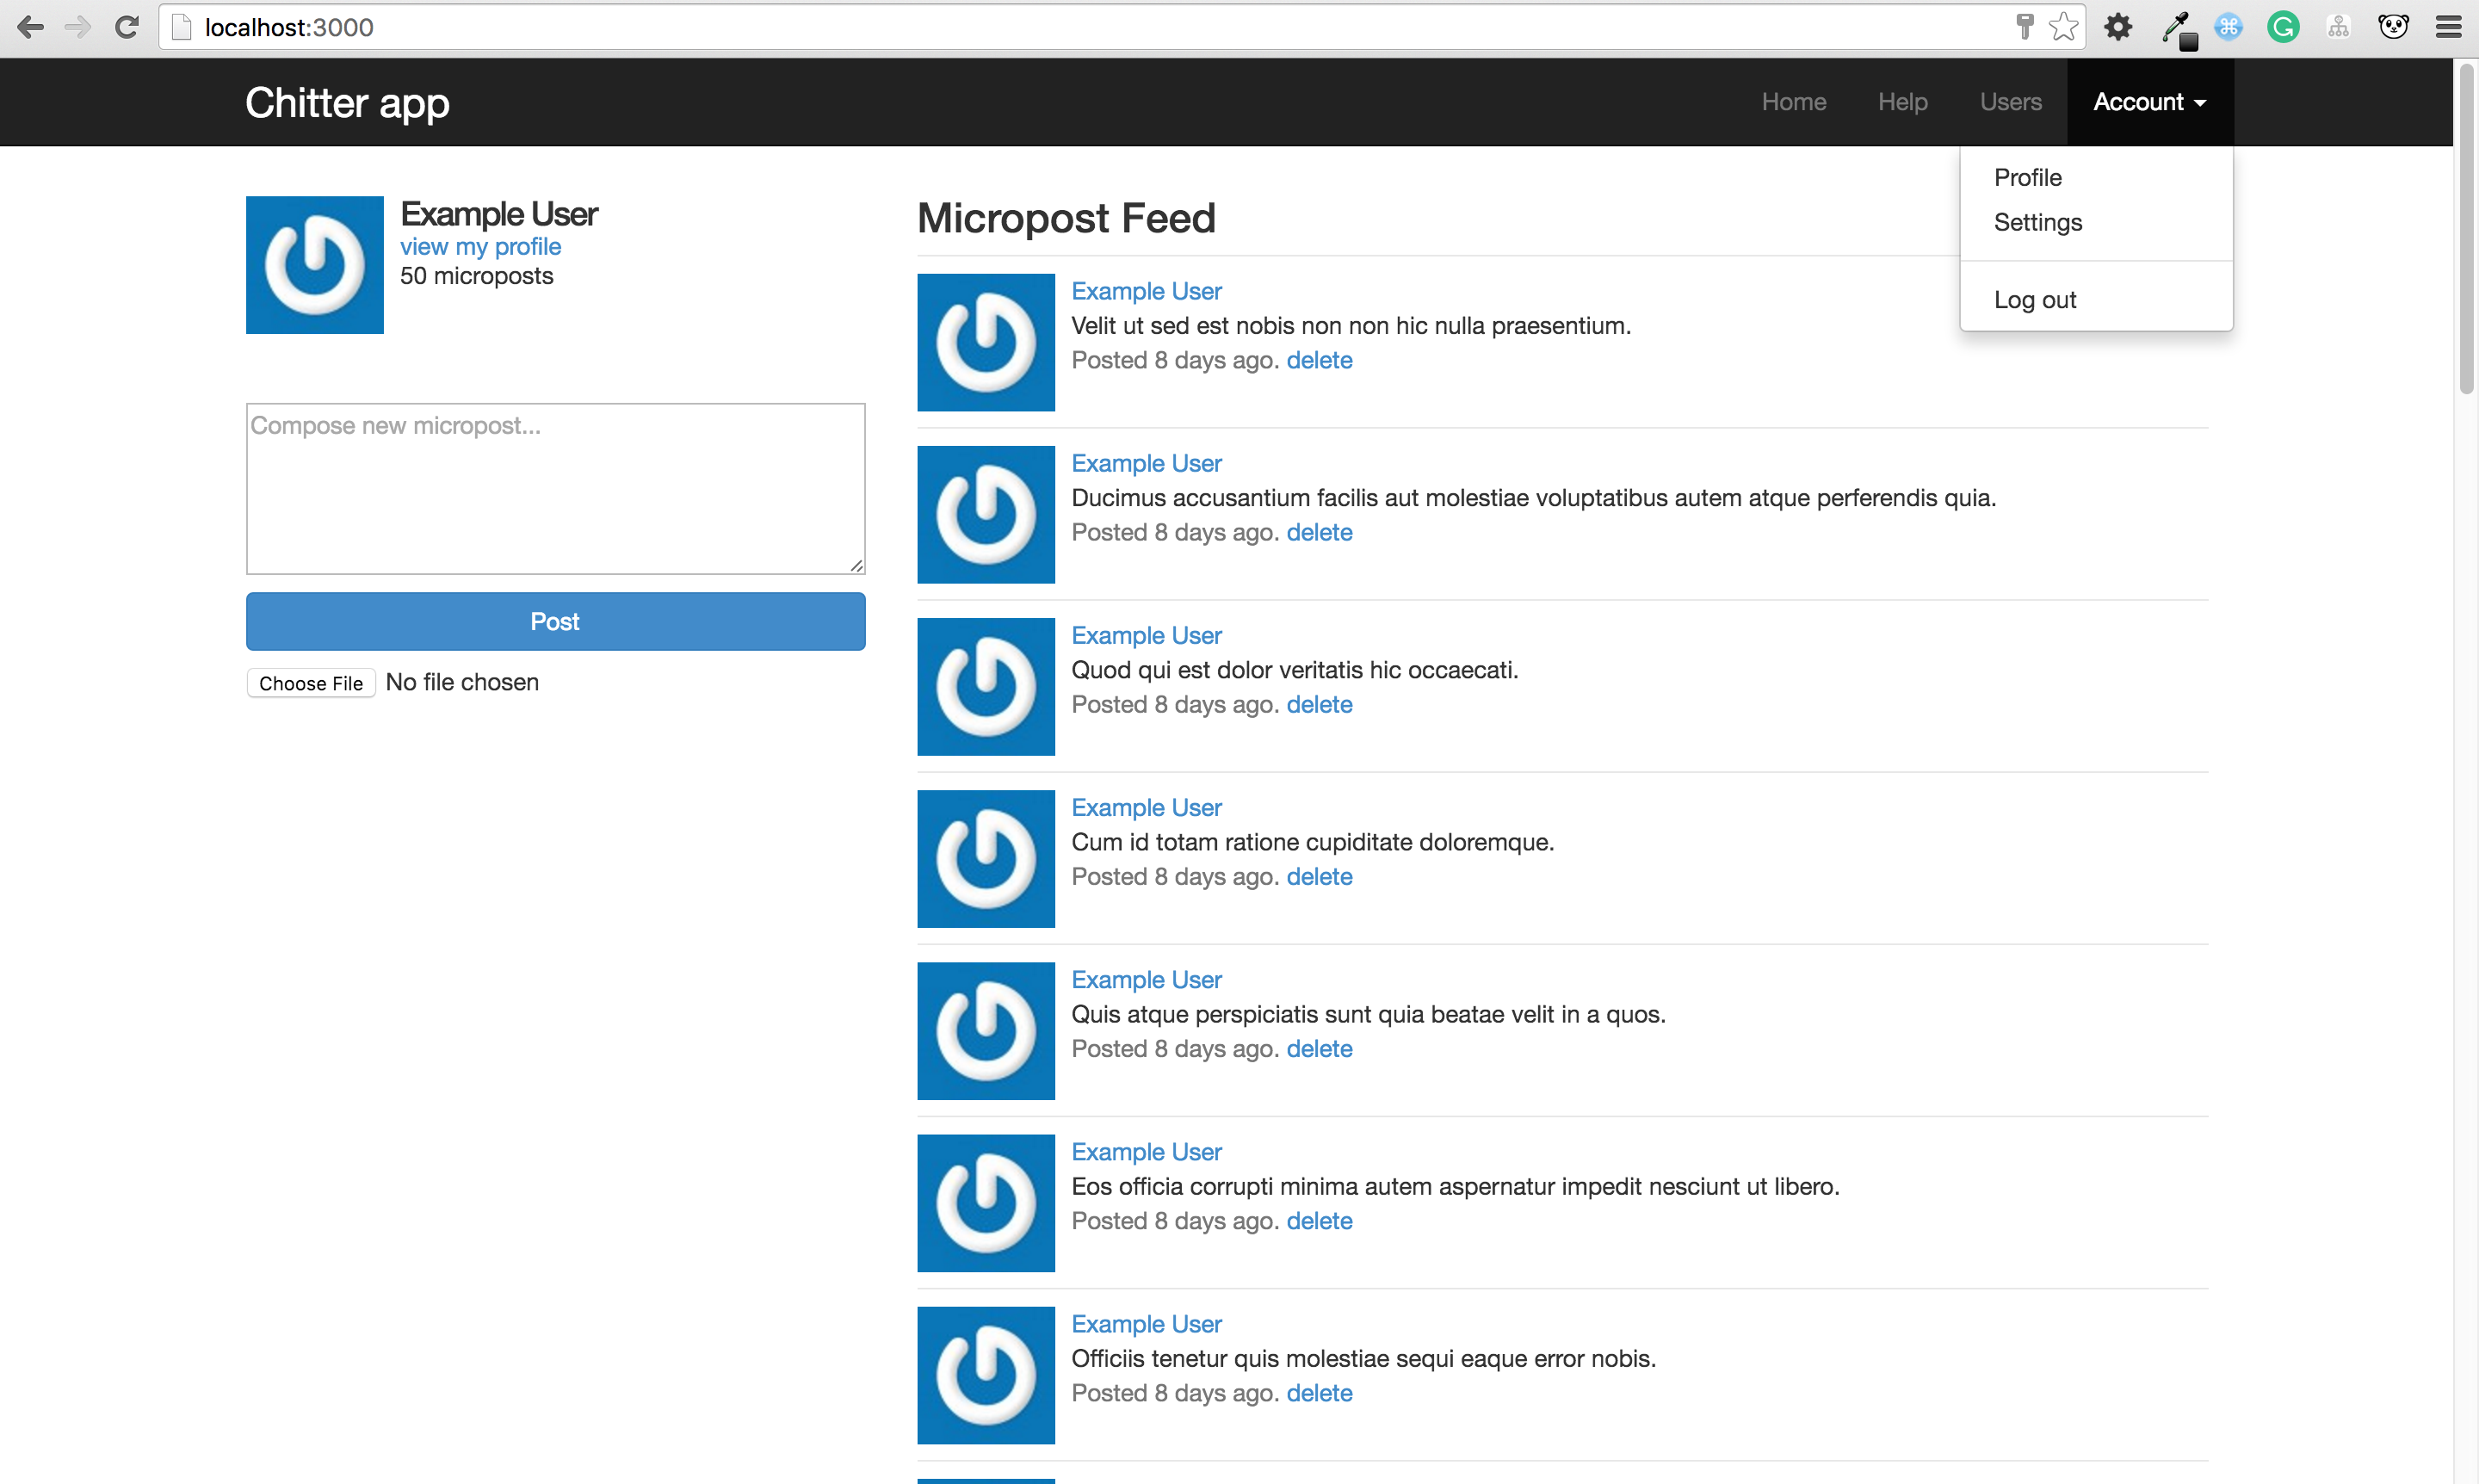 localhost:3000
Chitter app
Home Help Users Account
Profile
Settings
Log out
Example User
view my profile
50 microposts
Compose new micropost...
Post
Choose File No file chosen
Micropost Feed
Example User
Velit ut sed est nobis non non hic nulla praesentium.
Posted 8 days ago. delete
Example User
Ducimus accusantium facilis aut molestiae voluptatibus autem atque perferendis quia.
Posted 8 days ago. delete
Example User
Quod qui est dolor veritatis hic occaecati.
Posted 8 days ago. delete
Example User
Cum id totam ratione cupiditate doloremque.
Posted 8 days ago. delete
Example User
Quis atque perspiciatis sunt quia beatae velit in a quos.
Posted 8 days ago. delete
Example User
Eos officia corrupti minima autem aspernatur impedit nesciunt ut libero.
Posted 8 days ago. delete
Example User
Officiis tenetur quis molestiae sequi eaque error nobis.
Posted 8 days ago. delete